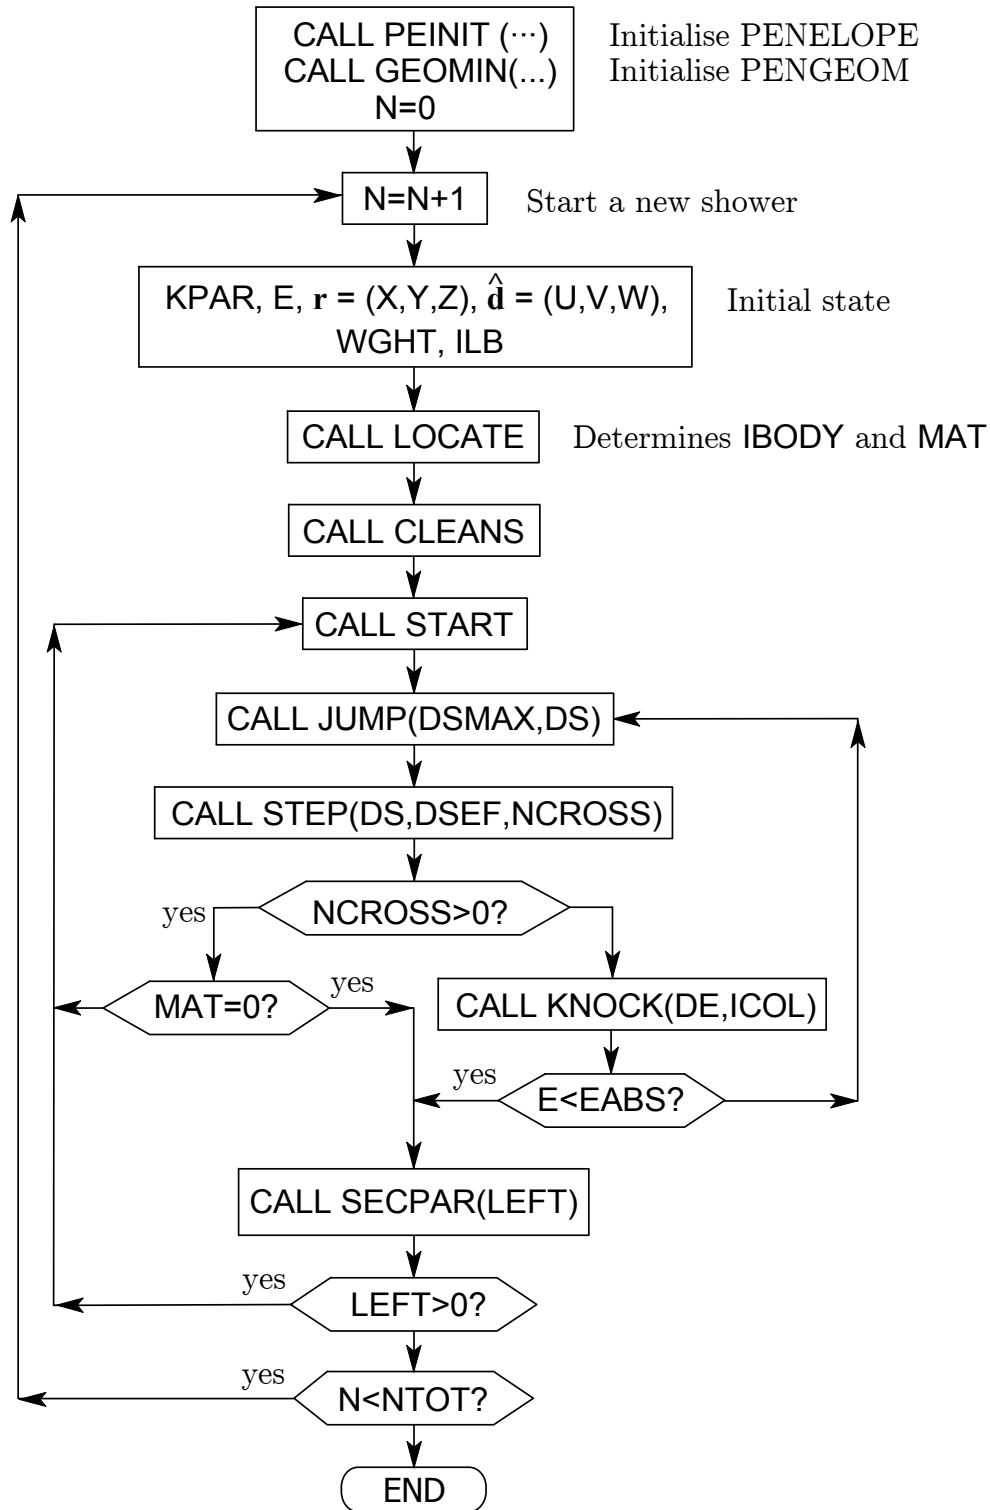 CALL PEINIT (···)
Initialise PENELOPE
CALL GEOMIN(...)
Initialise PENGEOM
N=0
N=N+1
Start a new shower
KPAR, E, r = (X,Y,Z), d̂ = (U,V,W),
Initial state
WGHT, ILB
CALL LOCATE
Determines IBODY and MAT
CALL CLEANS
CALL START
CALL JUMP(DSMAX,DS)
CALL STEP(DS,DSEF,NCROSS)
yes
NCROSS>0?
MAT=0?
yes
CALL KNOCK(DE,ICOL)
yes
E<EABS?
CALL SECPAR(LEFT)
yes
LEFT>0?
yes
N<NTOT?
END